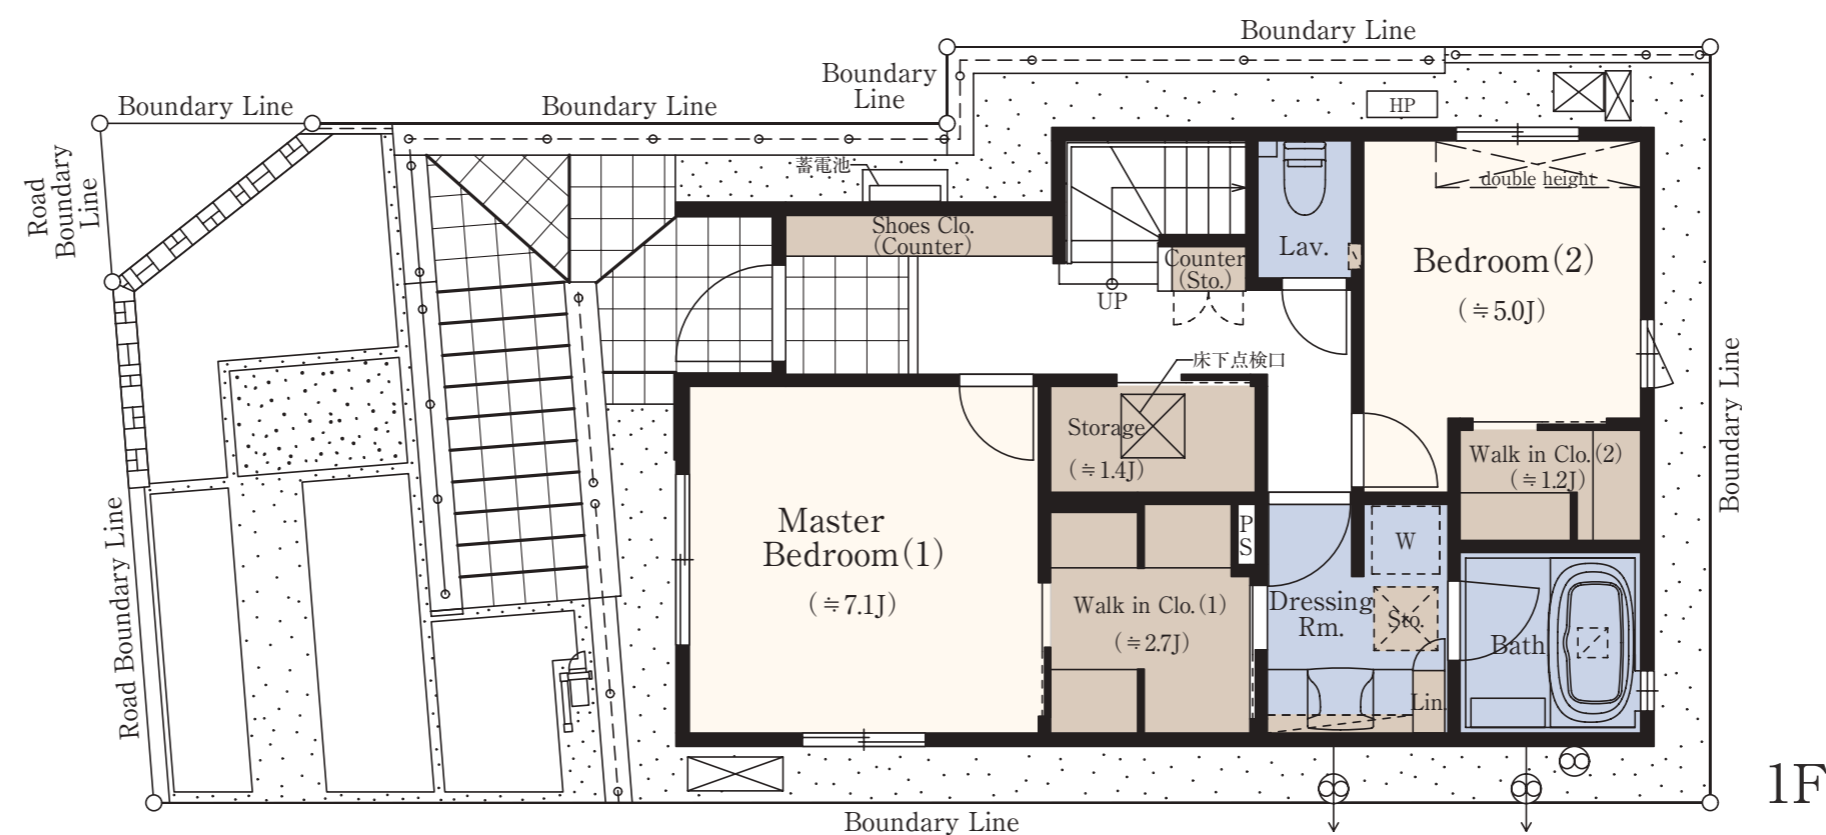 Boundary Line
Boundary
Line
Boundary Line
Boundary Line
HP
Road
Boundary
Line
蓄電池
double height
Shoes Clo.
(Counter)
Lav.
Counter
(Sto.)
Bedroom(2)
(≒5.0J)
UP
床下点検口
Boundary Line
Storage
(≒1.4J)
Walk in Clo.(2)
(≒1.2J)
Master
Bedroom(1)
(≒7.1J)
P
S
W
Walk in Clo.(1)
(≒2.7J)
Dressing
Rm.
Sto.
Bath
Lin.
Road Boundary Line
Boundary Line
1F